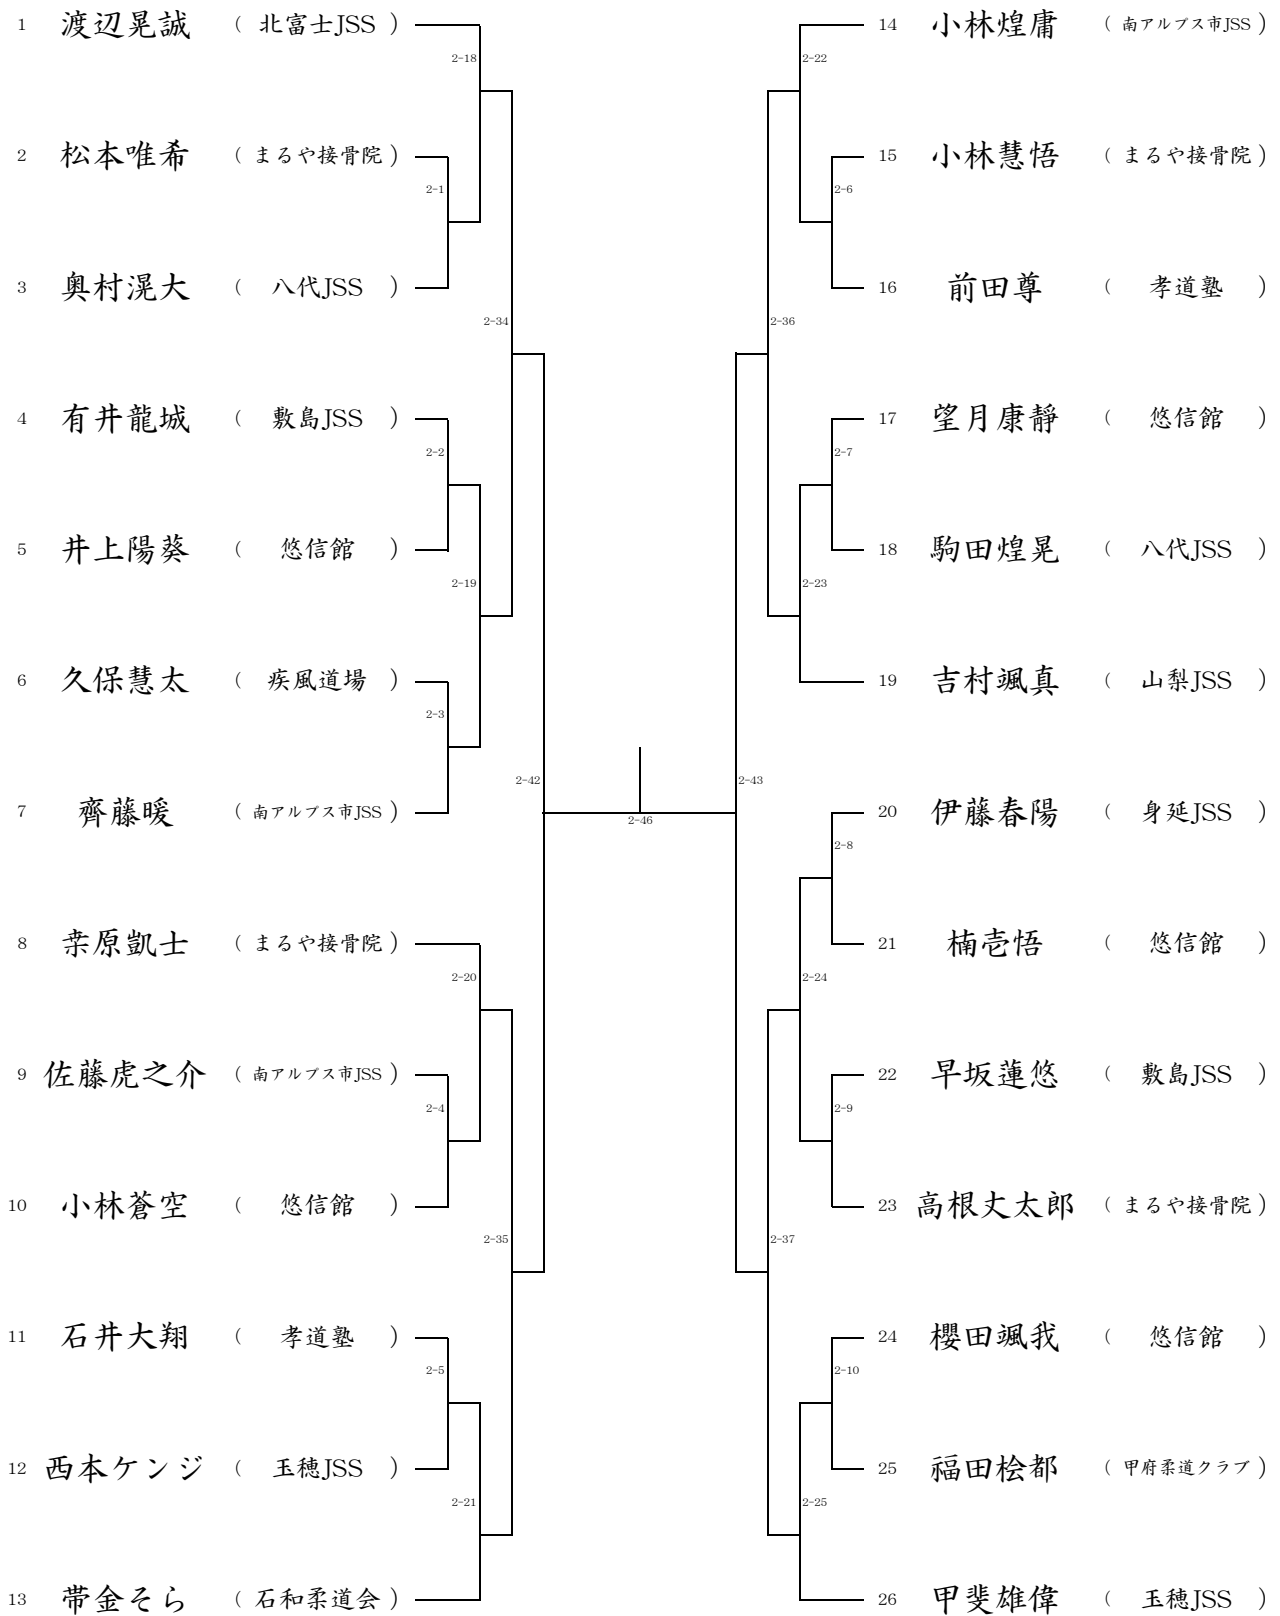 1 渡辺晃誠 ( 北富士JSS )
2-18
2 松本唯希 ( まるや接骨院 )
2-1
3 奥村滉大 ( 八代JSS )
2-34
4 有井龍城 ( 敷島JSS )
2-2
5 井上陽葵 ( 悠信館 )
2-19
6 久保慧太 ( 疾風道場 )
2-3
2-42
7 齊藤暖 ( 南アルプス市JSS )
8 桒原凱士 ( まるや接骨院 )
2-20
9 佐藤虎之介 ( 南アルプス市JSS )
2-4
10 小林蒼空 ( 悠信館 )
2-35
11 石井大翔 ( 孝道塾 )
2-5
12 西本ケンジ ( 玉穂JSS )
2-21
13 帯金そら ( 石和柔道会 )
2-46
14 小林煌庸 ( 南アルプス市JSS )
2-22
15 小林慧悟 ( まるや接骨院 )
2-6
16 前田尊 ( 孝道塾 )
2-36
17 望月康靜 ( 悠信館 )
2-7
18 駒田煌晃 ( 八代JSS )
2-23
19 吉村颯真 ( 山梨JSS )
2-43
20 伊藤春陽 ( 身延JSS )
2-8
21 楠壱悟 ( 悠信館 )
2-24
22 早坂蓮悠 ( 敷島JSS )
2-9
23 高根丈太郎 ( まるや接骨院 )
2-37
24 櫻田颯我 ( 悠信館 )
2-10
25 福田桧都 ( 甲府柔道クラブ )
2-25
26 甲斐雄偉 ( 玉穂JSS )